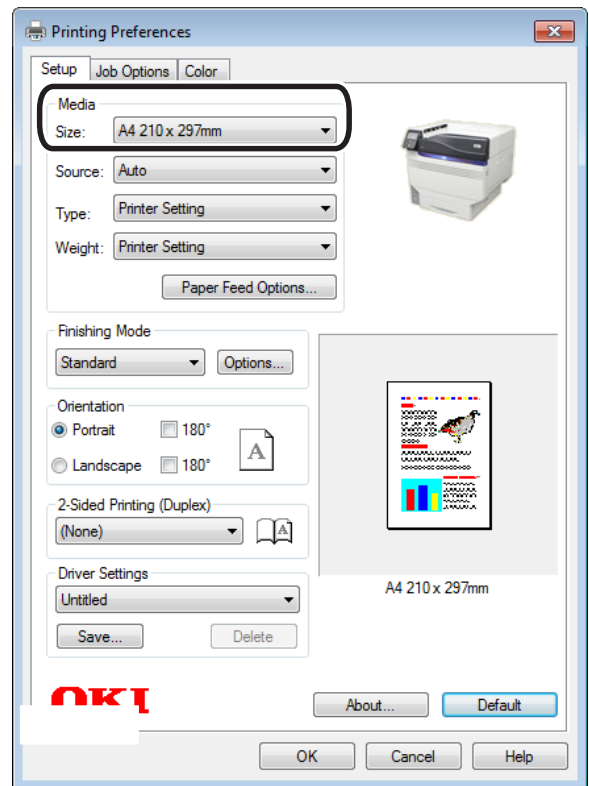 Printing Preferences
Setup Job Options Color
Media
Size: A4 210 x 297mm
Source: Auto
Type: Printer Setting
Weight: Printer Setting
Paper Feed Options...
Finishing Mode
Standard Options...
Orientation
Portrait 180°
A
Landscape 180°
2-Sided Printing (Duplex)
(None) A
Driver Settings
Untitled
A4 210 x 297mm
Save... Delete
OKI
About... Default
OK Cancel Help